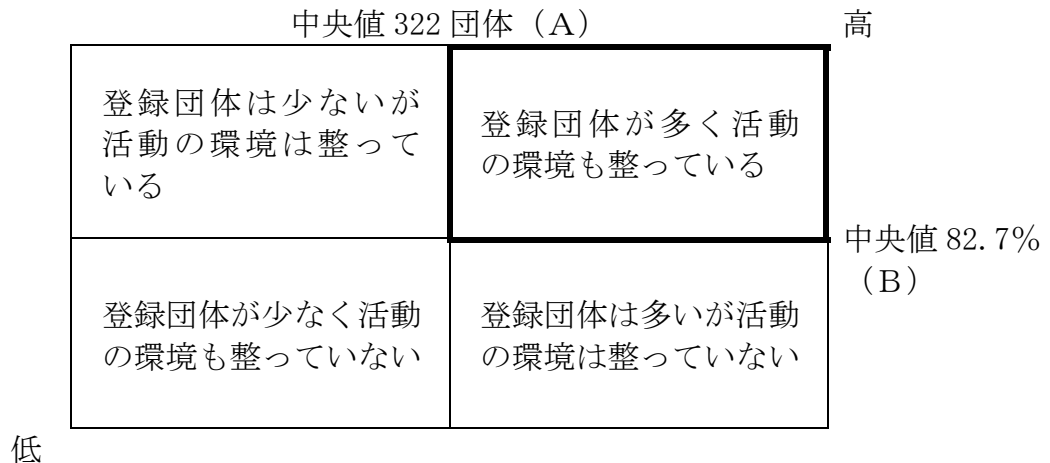 中央値 322 団体（A）
高
登録団体は少ないが
活動の環境は整って
いる
登録団体が多く活動
の環境も整っている
中央値 82.7％
（B）
登録団体が少なく活動
の環境も整っていない
登録団体は多いが活動
の環境は整っていない
低